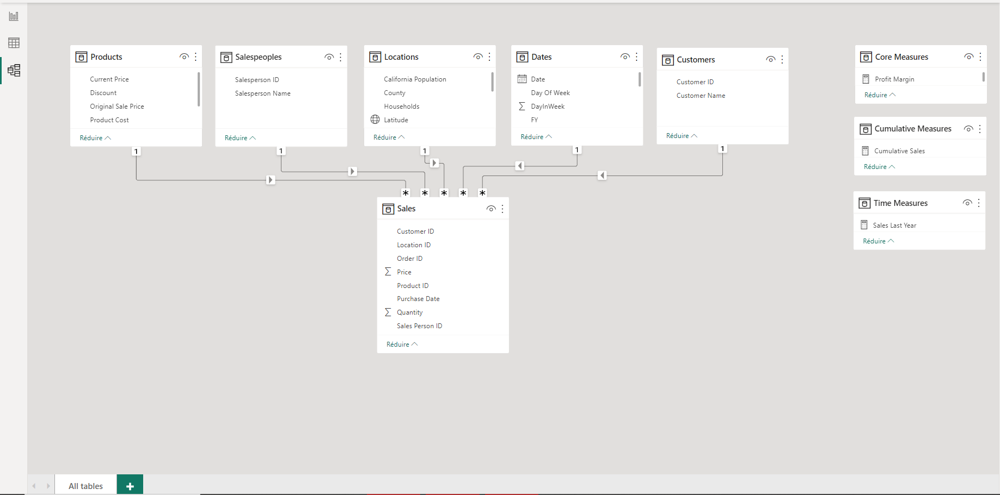 Products
Current Price
Discount
Original Sale Price
Product Cost
Réduire
1
Salespeoples
Salesperson ID
Salesperson Name
Réduire
1
Locations
California Population
County
Households
Latitude
Réduire
1
Dates
Date
Day Of Week
DayInWeek
FY
Réduire
1
Customers
Customer ID
Customer Name
Réduire
1
Core Measures
Profit Margin
Réduire
Cumulative Measures
Cumulative Sales
Réduire
Time Measures
Sales Last Year
Réduire
* * * * *
Sales
Customer ID
Location ID
Order ID
Price
Product ID
Purchase Date
Quantity
Sales Person ID
Réduire
All tables